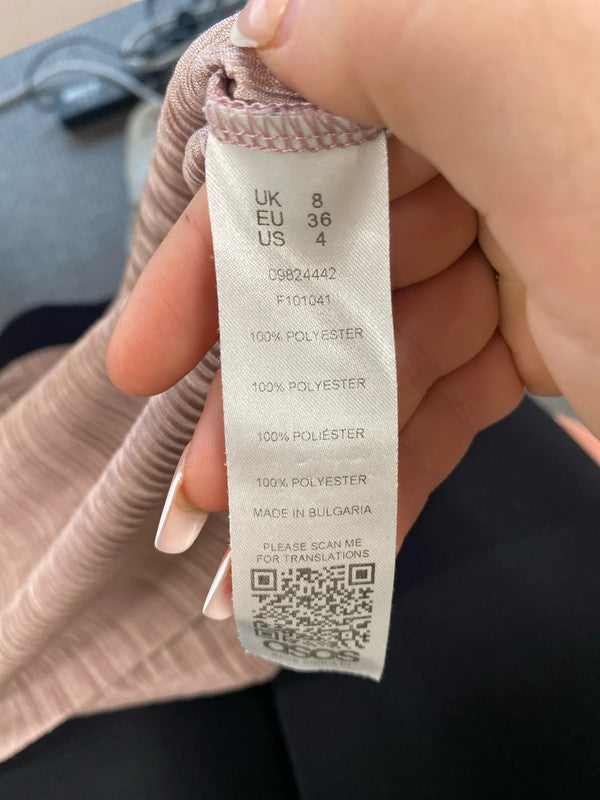 UK 8
EU 36
US 4
09824442
F101041
100% POLYESTER
100% POLYESTER
100% POLIÉSTER
100% POLYESTER
MADE IN BULGARIA
PLEASE SCAN ME
FOR TRANSLATIONS
asos